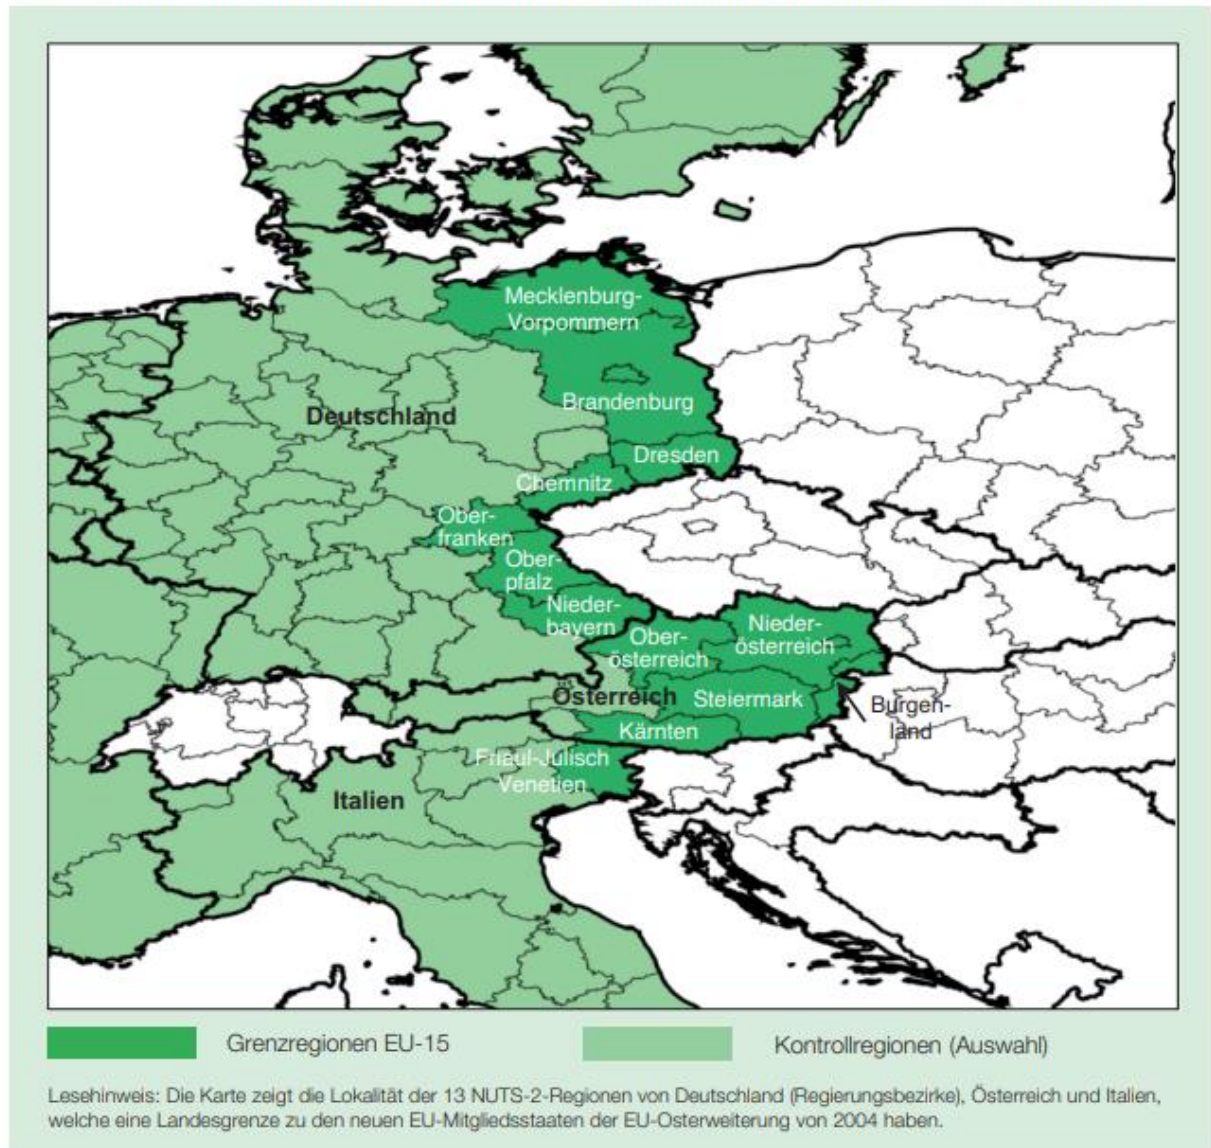 Mecklenburg-
Vorpommern
Deutschland
Brandenburg
Dresden
Chemnitz
Ober-
franken
Ober-
pfalz
Nieder-
bayern
Ober-
österreich
Nieder-
österreich
Österreich
Steiermark
Burgen-
land
Kärnten
Friaul-Julisch
Venetien
Italien
Grenzregionen EU-15
Kontrollregionen (Auswahl)
Lesehinweis: Die Karte zeigt die Lokalität der 13 NUTS-2-Regionen von Deutschland (Regierungsbezirke), Österreich und Italien,
welche eine Landesgrenze zu den neuen EU-Mitgliedsstaaten der EU-Osterweiterung von 2004 haben.